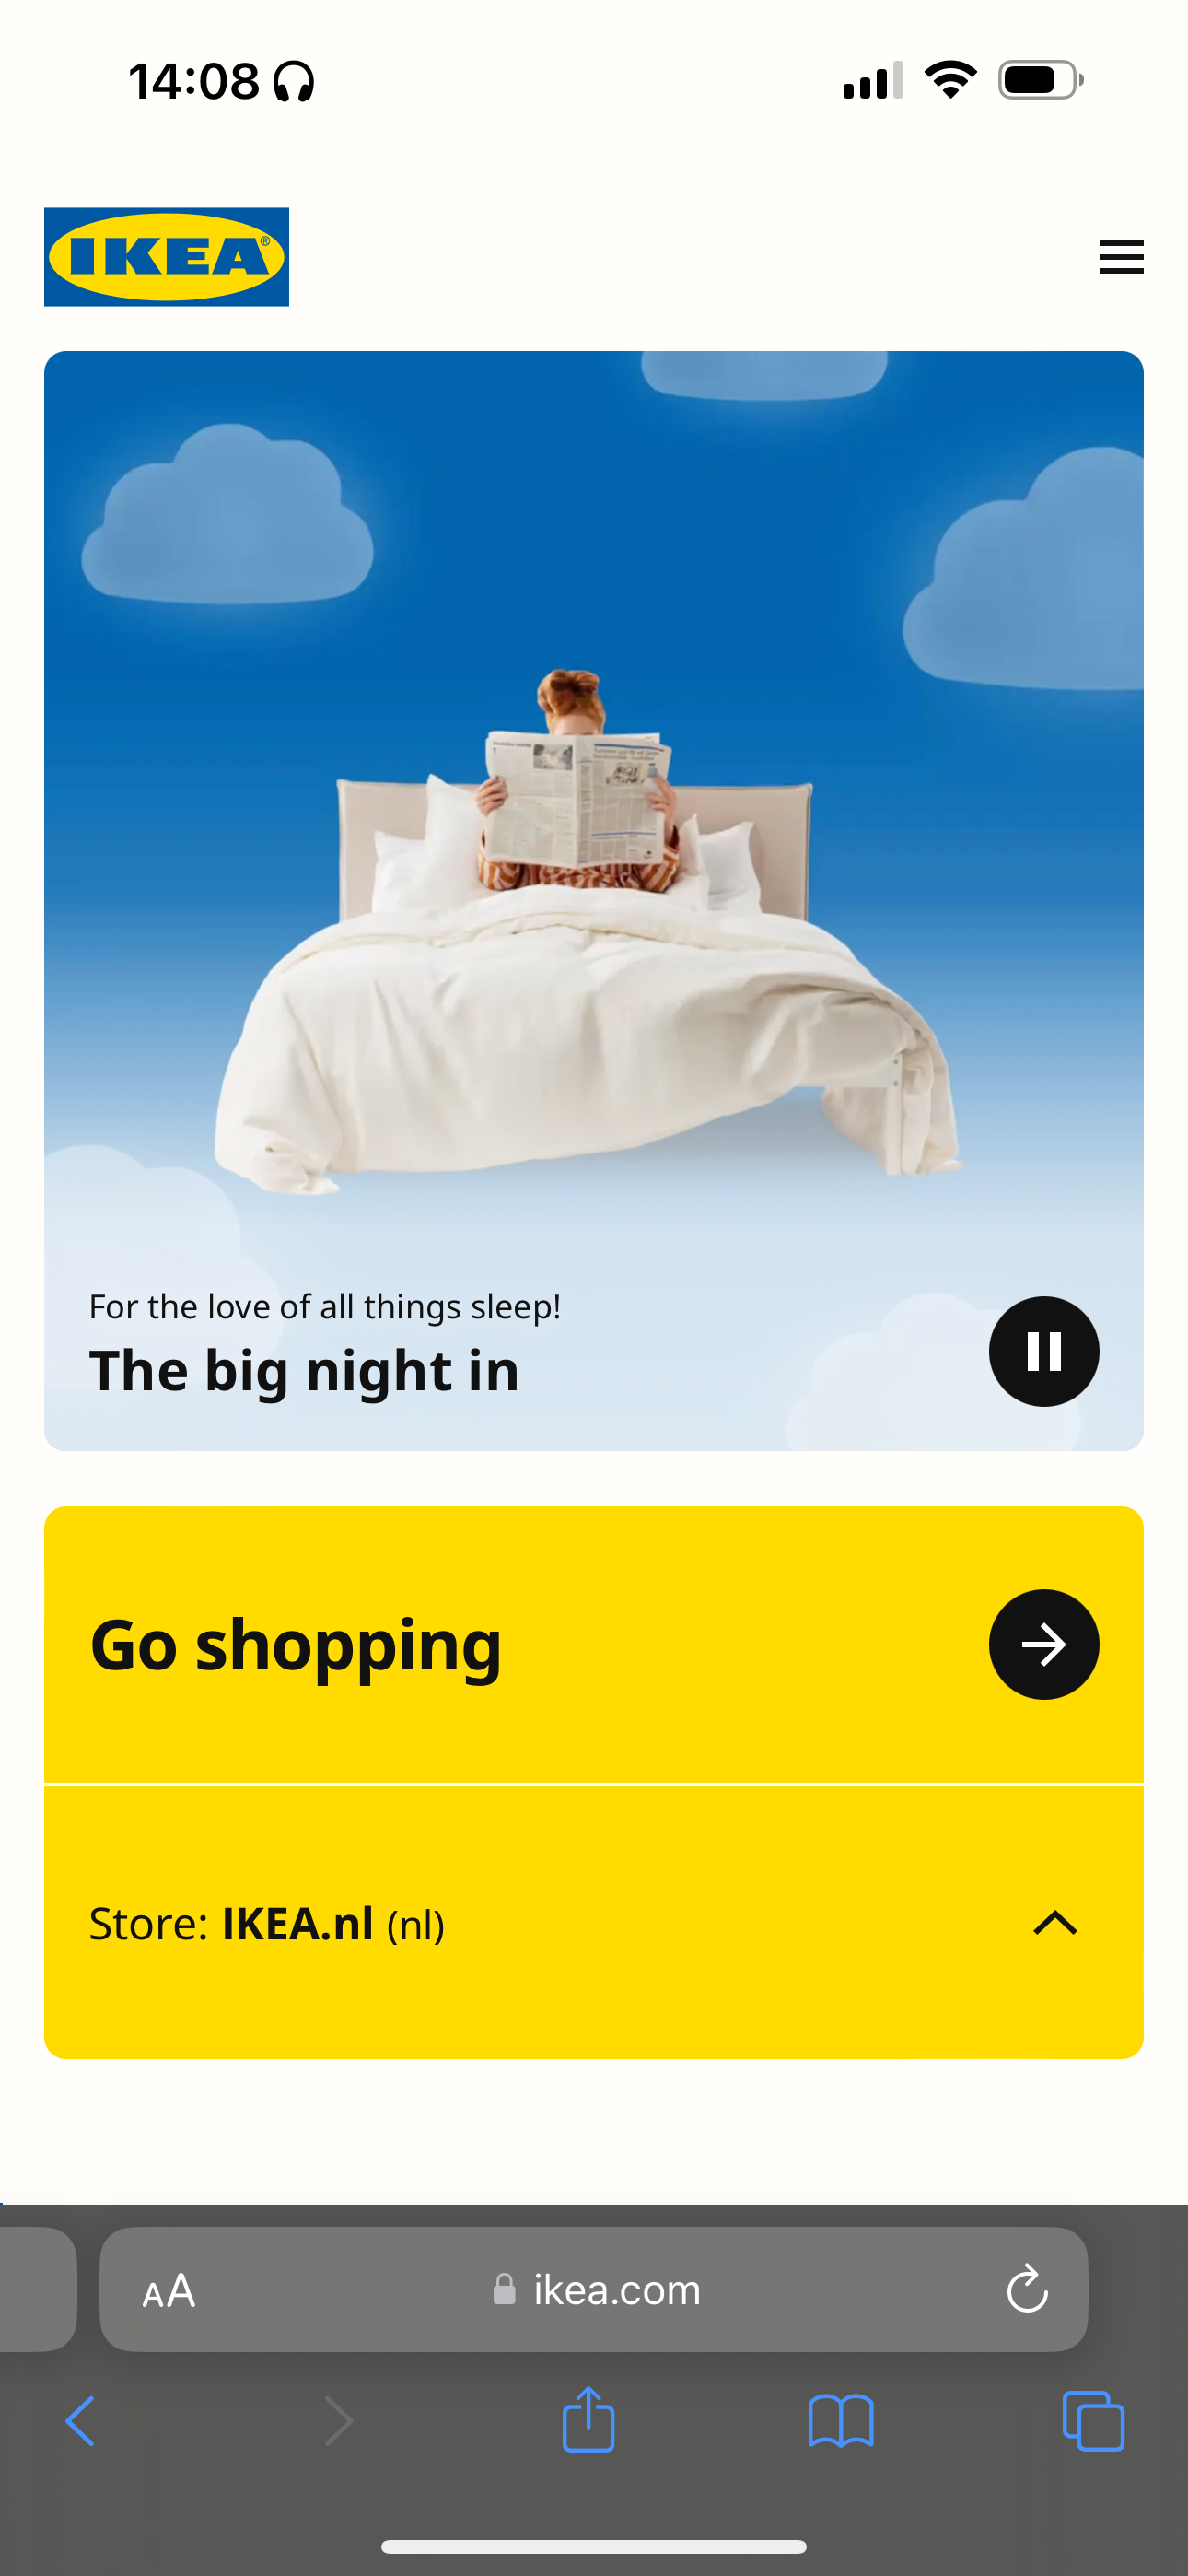 14:08
IKEA®
For the love of all things sleep!
The big night in
Go shopping
Store: IKEA.nl (nl)
AA
ikea.com